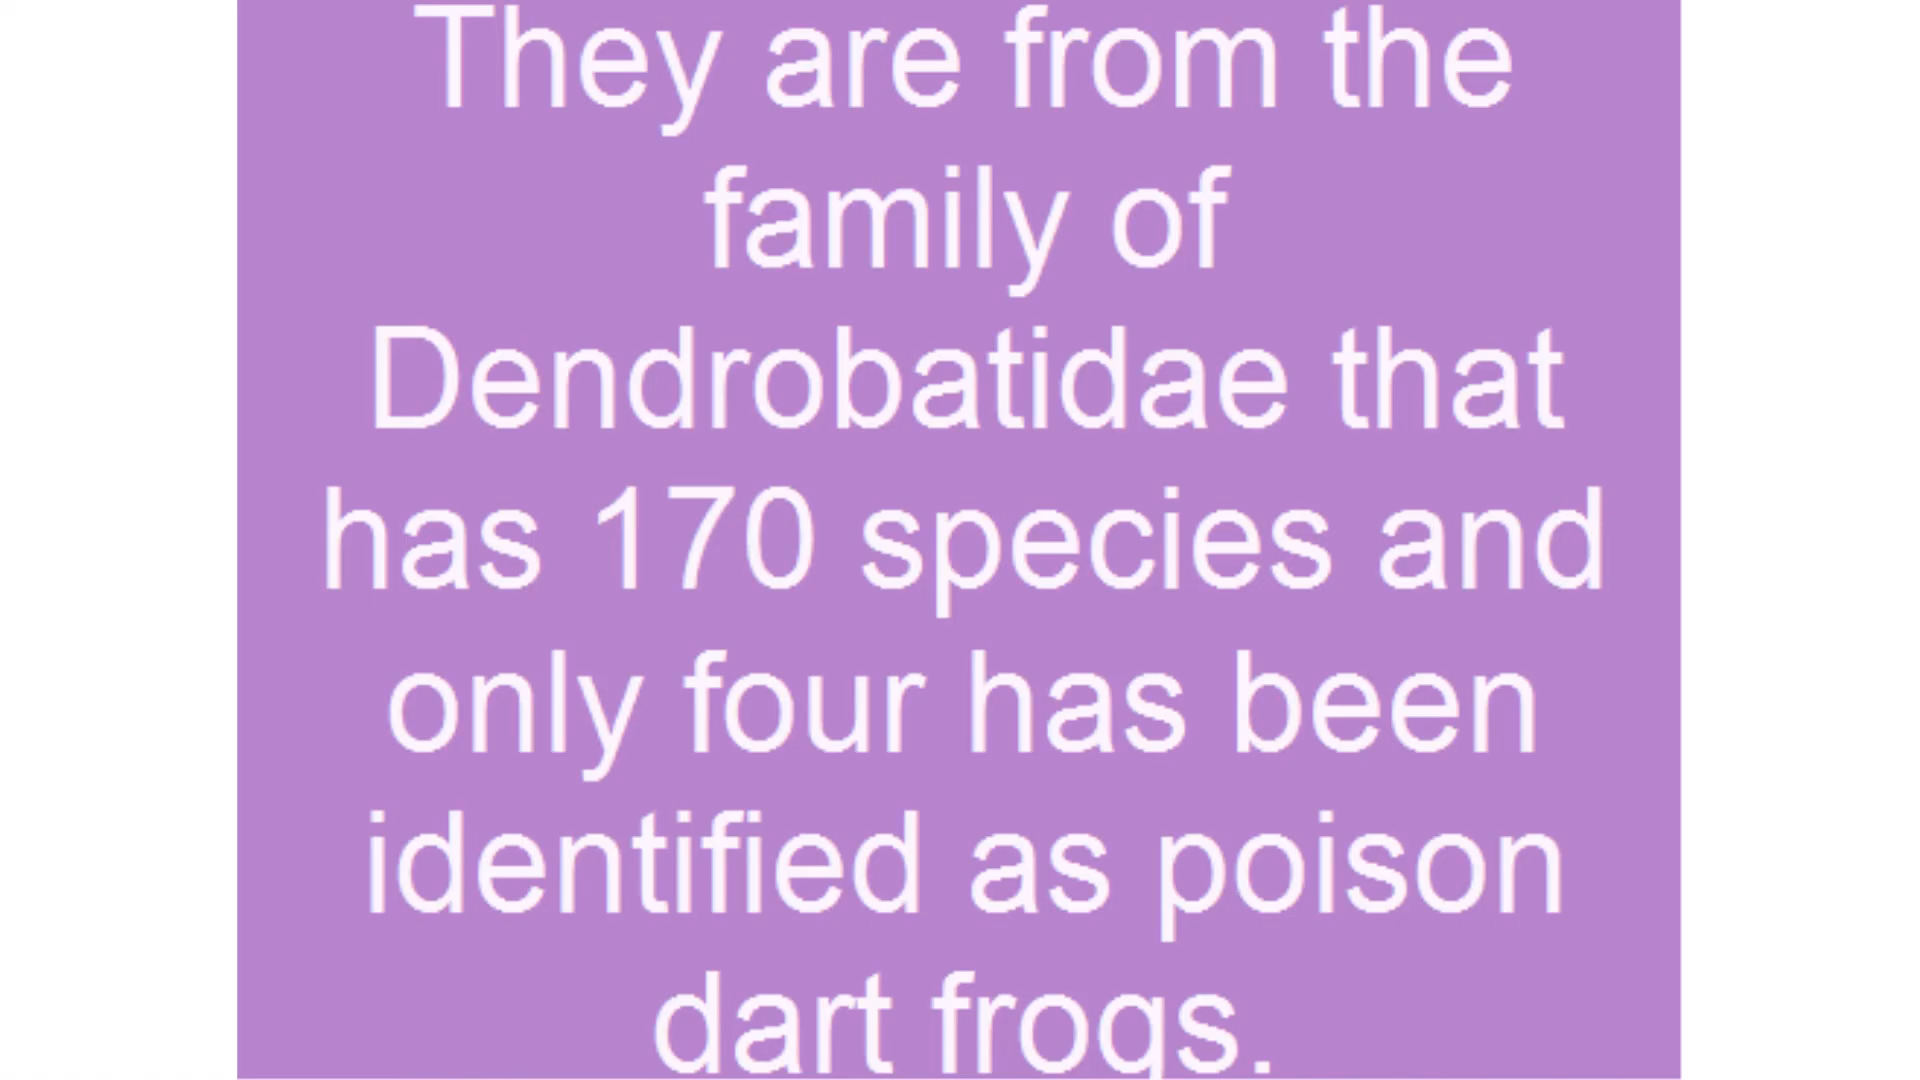 They are from the
family of
Dendrobatidae that
has 170 species and
only four has been
identified as poison
dart frogs.